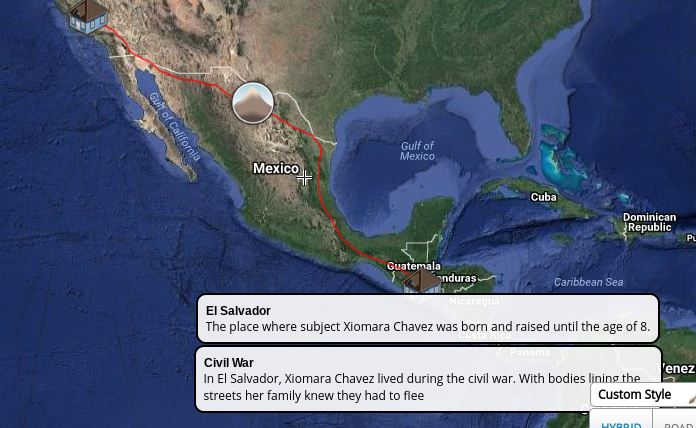 Gulf of California
Gulf of
Mexico
Mexico
Cuba
Dominican
Republic
Guatemala
Nicaragua
Caribbean Sea
El Salvador
The place where subject Xiomara Chavez was born and raised until the age of 8.
Costa Rica
Panama
Civil War
In El Salvador, Xiomara Chavez lived during the civil war. With bodies lining the
streets her family knew they had to flee
Custom Style
HYBRID
ROAD